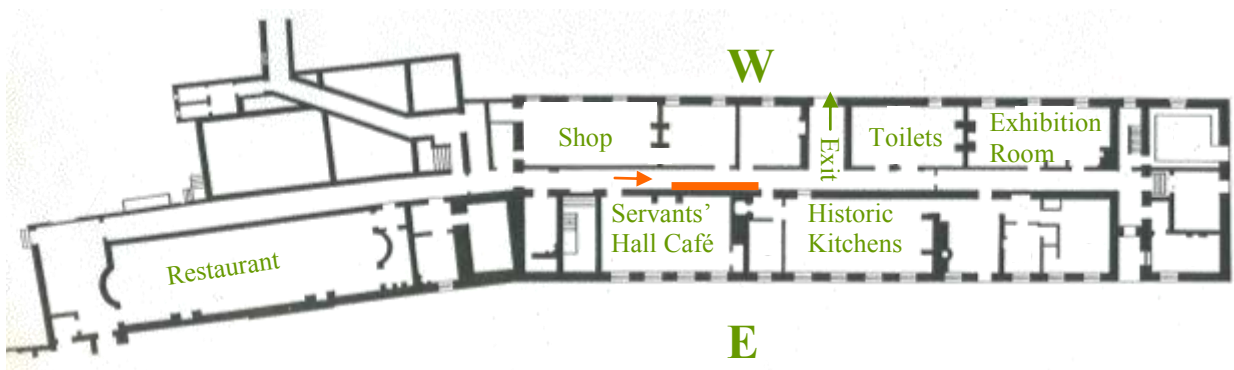 W
Shop
Exit
Toilets
Exhibition
Room
Servants’
Hall Café
Historic
Kitchens
Restaurant
E